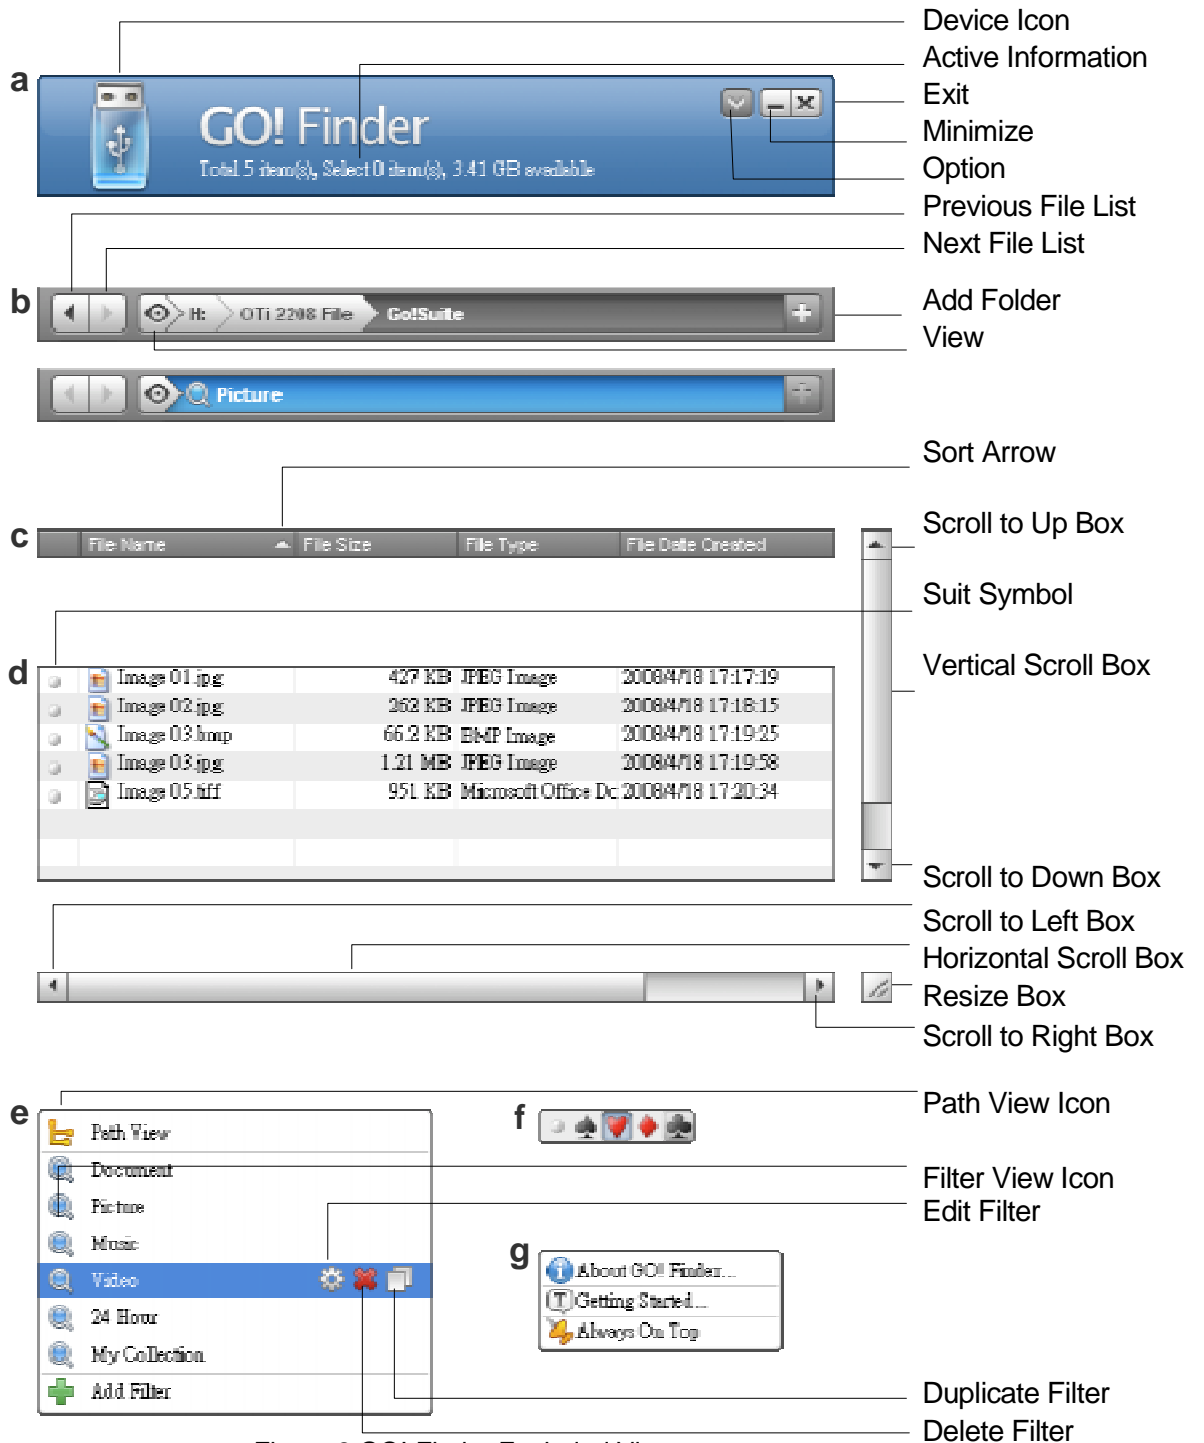 Device Icon
Active Information
Exit
Minimize
Option
Previous File List
Next File List
a
GO! Finder
Total 5 item(s), Select 0 item(s), 3.41 GB available
b
H: OTi 2208 File Go!Suite
Add Folder
View
Picture
Sort Arrow
c
File Name File Size File Type File Date Created
Scroll to Up Box
Suit Symbol
Vertical Scroll Box
d
Image 01.jpg 427 KB JPEG Image 2008/4/18 17:17:19
Image 02.jpg 262 KB JPEG Image 2008/4/18 17:18:15
Image 03.bmp 66.2 KB BMP Image 2008/4/18 17:19:25
Image 03.jpg 1.21 MB JPEG Image 2008/4/18 17:19:58
Image 05.tiff 951 KB Microsoft Office Dc 2008/4/18 17:20:34
Scroll to Down Box
Scroll to Left Box
Horizontal Scroll Box
Resize Box
Scroll to Right Box
Path View Icon
e
Path View
Document
Picture
Music
Video
24 Hour
My Collection
Add Filter
f
Filter View Icon
Edit Filter
g
About GO! Finder...
Getting Started...
Always On Top
Duplicate Filter
Delete Filter